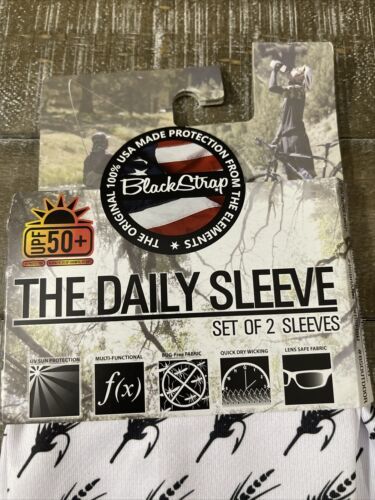 THE ORIGINAL 100% USA MADE PROTECTION FROM THE ELEMENTS ★
BlackStrap
UPF 50+
THE DAILY SLEEVE
SET OF 2 SLEEVES
UV SUN PROTECTION
MULTI-FUNCTIONAL
BUG-Free FABRIC
QUICK DRY WICKING
LENS SAFE FABRIC
f(x)